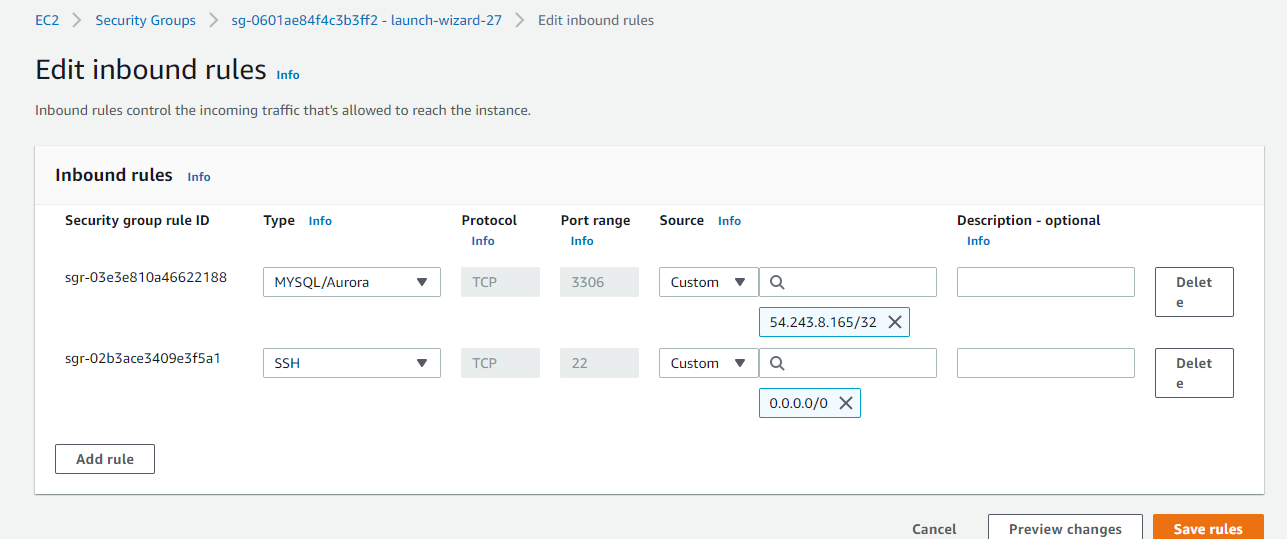 EC2 > Security Groups > sg-0601ae84f4c3b3ff2 - launch-wizard-27 > Edit inbound rules
Edit inbound rules Info
Inbound rules control the incoming traffic that's allowed to reach the instance.
Inbound rules Info
Security group rule ID Type Info Protocol Info Port range Info Source Info Description - optional Info
sgr-03e3e810a46622188 MYSQL/Aurora TCP 3306 Custom Delete
54.243.8.165/32
sgr-02b3ace3409e3f5a1 SSH TCP 22 Custom Delete
0.0.0.0/0
Add rule
Cancel Preview changes Save rules